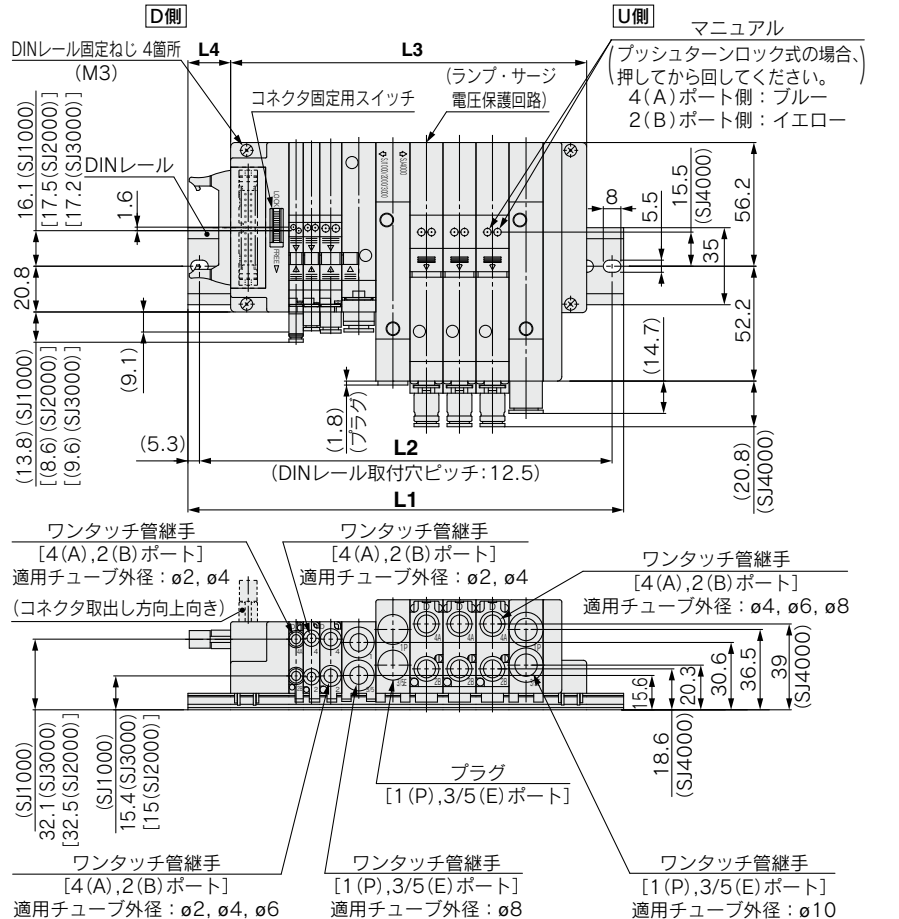 D側
U側
DINレール固定ねじ 4箇所
(M3)
L4
L3
マニュアル
(プッシュターンロック式の場合、
押してから回してください。)
4(A)ポート側：ブルー
2(B)ポート側：イエロー
コネクタ固定用スイッチ
(ランプ・サージ
電圧保護回路)
DINレール
16.1(SJ1000)
[17.5(SJ2000)]
[17.2(SJ3000)]
1.6
20.8
(13.8)(SJ1000)
[(8.6)(SJ2000)]
[(9.6)(SJ3000)]
(9.1)
(5.3)
LOCK
FREE
SJ1000/2000/3000
SJ4000
8
5.5
15.5
(SJ4000)
35
56.2
52.2
(14.7)
(20.8)
(SJ4000)
(1.8)
(プラグ)
L2
(DINレール取付穴ピッチ：12.5)
L1
ワンタッチ管継手
[4(A),2(B)ポート]
適用チューブ外径：ø2, ø4
ワンタッチ管継手
[4(A),2(B)ポート]
適用チューブ外径：ø2, ø4
ワンタッチ管継手
[4(A),2(B)ポート]
適用チューブ外径：ø4, ø6, ø8
(コネクタ取出し方向上向き)
1P
4A
4A
4A
2B
2B
2B
(SJ1000)
32.1(SJ3000)
[32.5(SJ2000)]
(SJ1000)
15.4(SJ3000)
[15(SJ2000)]
15.6
18.6
(SJ4000)
20.3
30.6
36.5
39
(SJ4000)
プラグ
[1(P),3/5(E)ポート]
ワンタッチ管継手
[4(A),2(B)ポート]
適用チューブ外径：ø2, ø4, ø6
ワンタッチ管継手
[1(P),3/5(E)ポート]
適用チューブ外径：ø8
ワンタッチ管継手
[1(P),3/5(E)ポート]
適用チューブ外径：ø10